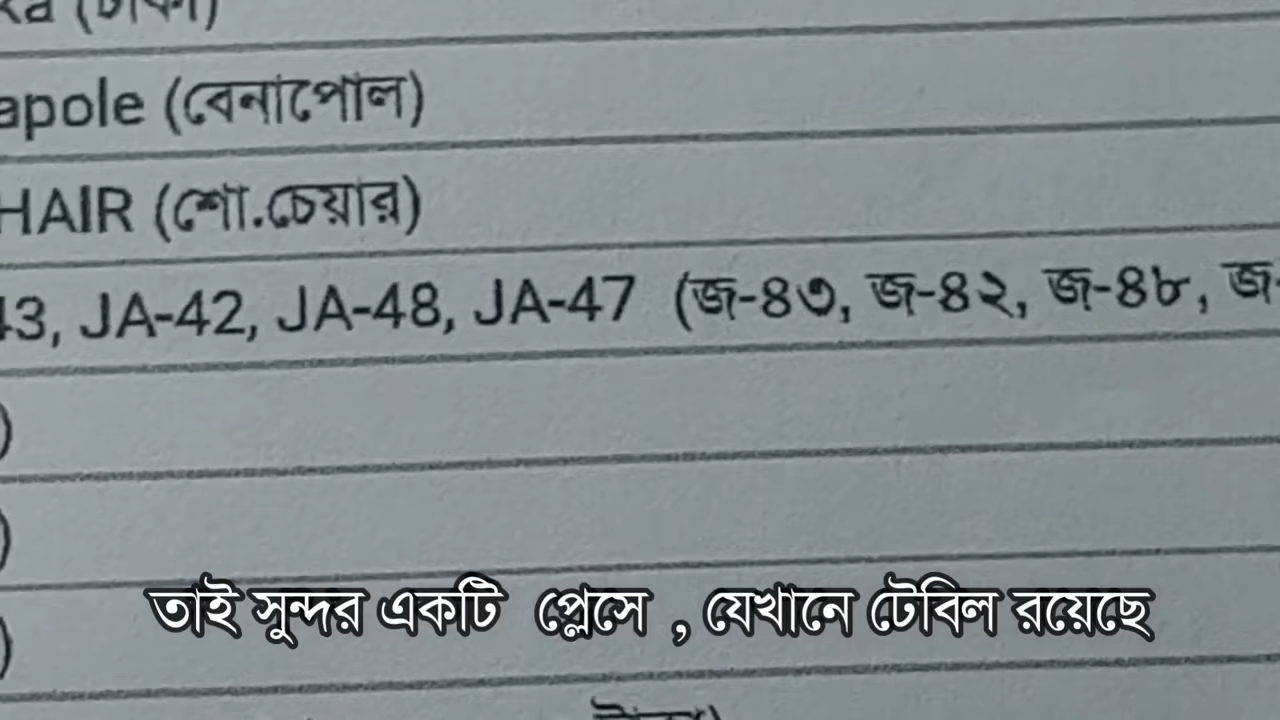 (ঢাকা)
apole (বেনাপোল)
HAIR (শো.চেয়ার)
43, JA-42, JA-48, JA-47 (জ-৪৩, জ-৪২, জ-৪৮, জ-
)
)
)
তাই সুন্দর একটি প্লেসে , যেখানে টেবিল রয়েছে